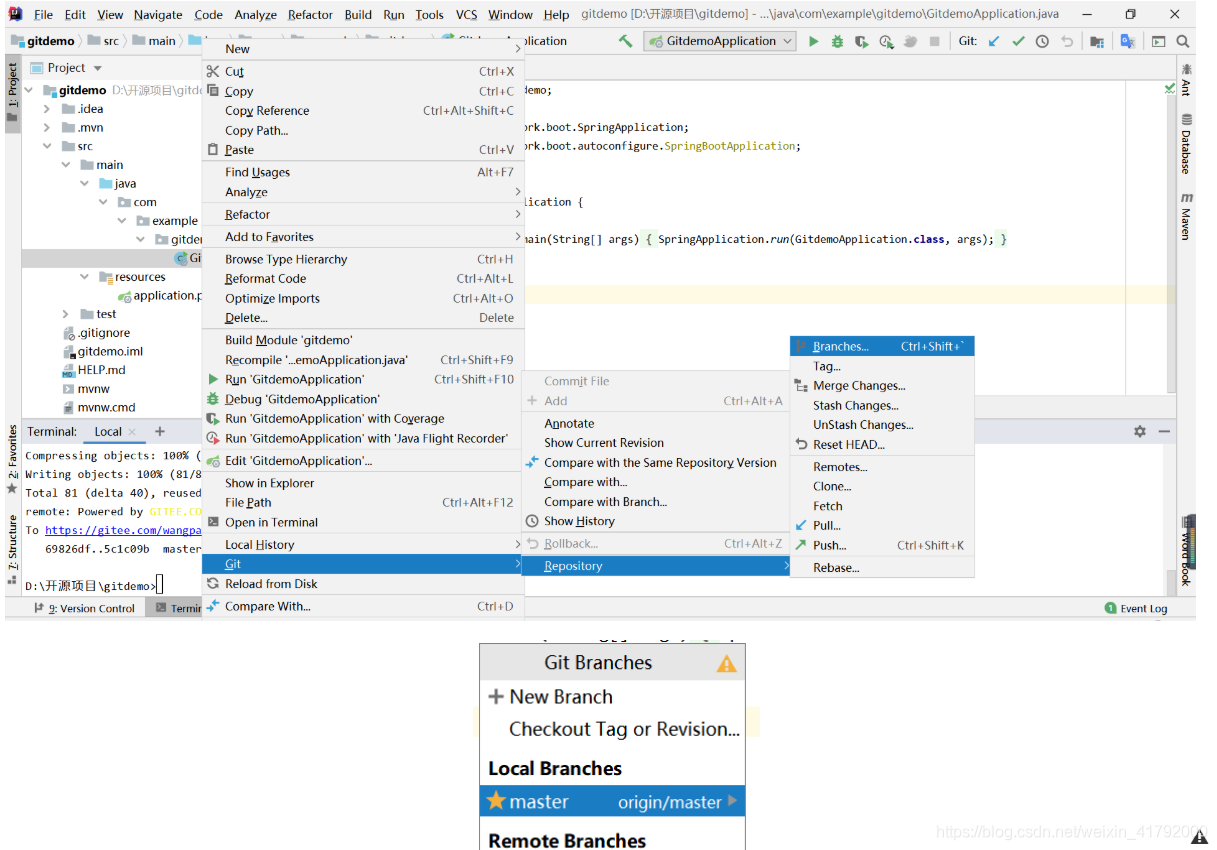 File Edit View Navigate Code Analyze Refactor Build Run Tools VCS Window Help gitdemo [D:\开源项目\gitdemo] - ...\java\com\example\gitdemo\GitdemoApplication.java
gitdemo src main
Application
GitdemoApplication
Git:
1: Project
Project
gitdemo D:\开源项目\gitd
.idea
.mvn
src
main
java
com
example
gitde
Gi
resources
application.p
test
.gitignore
gitdemo.iml
HELP.md
mvnw
mvnw.cmd
New
Cut Ctrl+X
Copy Ctrl+C
Copy Reference Ctrl+Alt+Shift+C
Copy Path...
Paste Ctrl+V
Find Usages Alt+F7
Analyze
Refactor
Add to Favorites
Browse Type Hierarchy Ctrl+H
Reformat Code Ctrl+Alt+L
Optimize Imports Ctrl+Alt+O
Delete... Delete
Build Module 'gitdemo'
Recompile '...emoApplication.java' Ctrl+Shift+F9
Run 'GitdemoApplication' Ctrl+Shift+F10
Debug 'GitdemoApplication'
Run 'GitdemoApplication' with Coverage
Run 'GitdemoApplication' with 'Java Flight Recorder'
Edit 'GitdemoApplication'...
Show in Explorer
File Path Ctrl+Alt+F12
Open in Terminal
Local History
Git
Reload from Disk
Compare With... Ctrl+D
demo;
rk.boot.SpringApplication;
rk.boot.autoconfigure.SpringBootApplication;
lication {
main(String[] args) { SpringApplication.run(GitdemoApplication.class, args); }
Commit File
Add Ctrl+Alt+A
Annotate
Show Current Revision
Compare with the Same Repository Version
Compare with...
Compare with Branch...
Show History
Rollback... Ctrl+Alt+Z
Repository
Branches... Ctrl+Shift+`
Tag...
Merge Changes...
Stash Changes...
UnStash Changes...
Reset HEAD...
Remotes...
Clone...
Fetch
Pull...
Push... Ctrl+Shift+K
Rebase...
Ant
Database
Maven
Word Book
2: Favorites
7: Structure
Terminal: Local
Compressing objects: 100% (
Writing objects: 100% (81/8
Total 81 (delta 40), reused
remote: Powered by GITEE.CO
To https://gitee.com/wangpa
69826df..5c1c09b master
D:\开源项目\gitdemo>
9: Version Control Termin
1 Event Log
Git Branches
New Branch
Checkout Tag or Revision...
Local Branches
master origin/master
Remote Branches